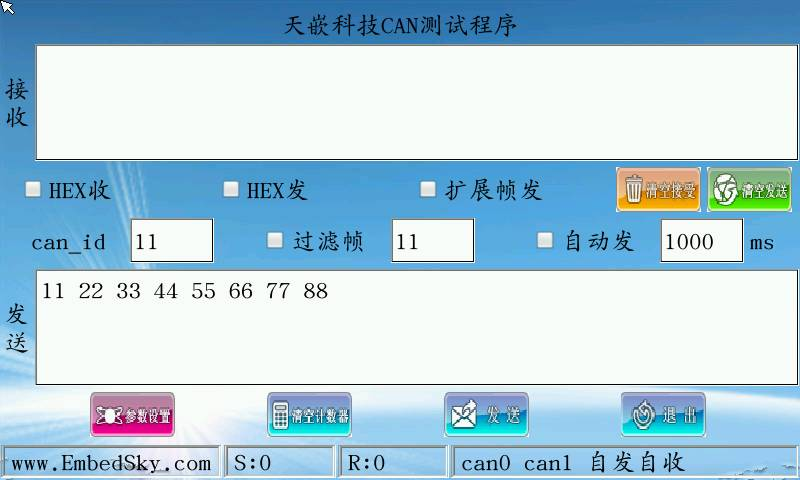 天嵌科技CAN测试程序
接收
HEX收 HEX发 扩展帧发 清空接受 清空发送
can_id 11 过滤帧 11 自动发 1000 ms
发送
11 22 33 44 55 66 77 88
参数设置 清空计数器 发送 退出
www.EmbedSky.com S:0 R:0 can0 can1 自发自收